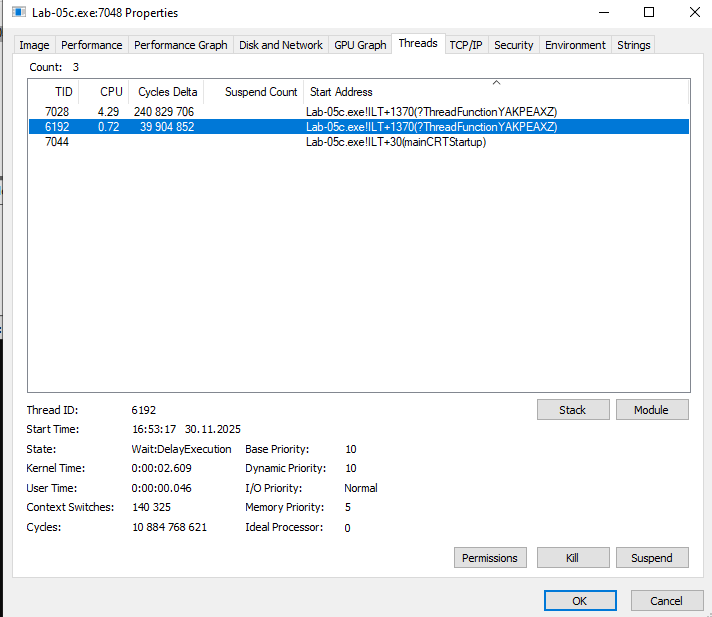 Lab-05c.exe:7048 Properties
Image Performance Performance Graph Disk and Network GPU Graph Threads TCP/IP Security Environment Strings
Count: 3
TID CPU Cycles Delta Suspend Count Start Address
7028 4.29 240 829 706 Lab-05c.exe!ILT+1370(?ThreadFunctionYAKPEAXZ)
6192 0.72 39 904 852 Lab-05c.exe!ILT+1370(?ThreadFunctionYAKPEAXZ)
7044 Lab-05c.exe!ILT+30(mainCRTStartup)
Thread ID: 6192 Stack Module
Start Time: 16:53:17 30.11.2025
State: Wait:DelayExecution Base Priority: 10
Kernel Time: 0:00:02.609 Dynamic Priority: 10
User Time: 0:00:00.046 I/O Priority: Normal
Context Switches: 140 325 Memory Priority: 5
Cycles: 10 884 768 621 Ideal Processor: 0
Permissions Kill Suspend
OK Cancel